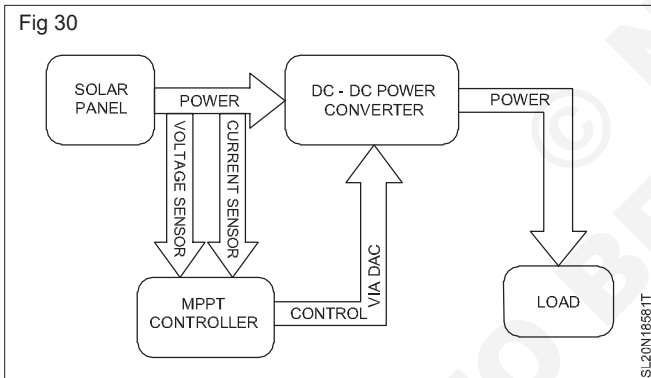 Fig 30
SOLAR
PANEL
POWER
DC - DC POWER
CONVERTER
POWER
VOLTAGE SENSOR
CURRENT SENSOR
MPPT
CONTROLLER
CONTROL
VIA DAC
LOAD
SL20N18581T